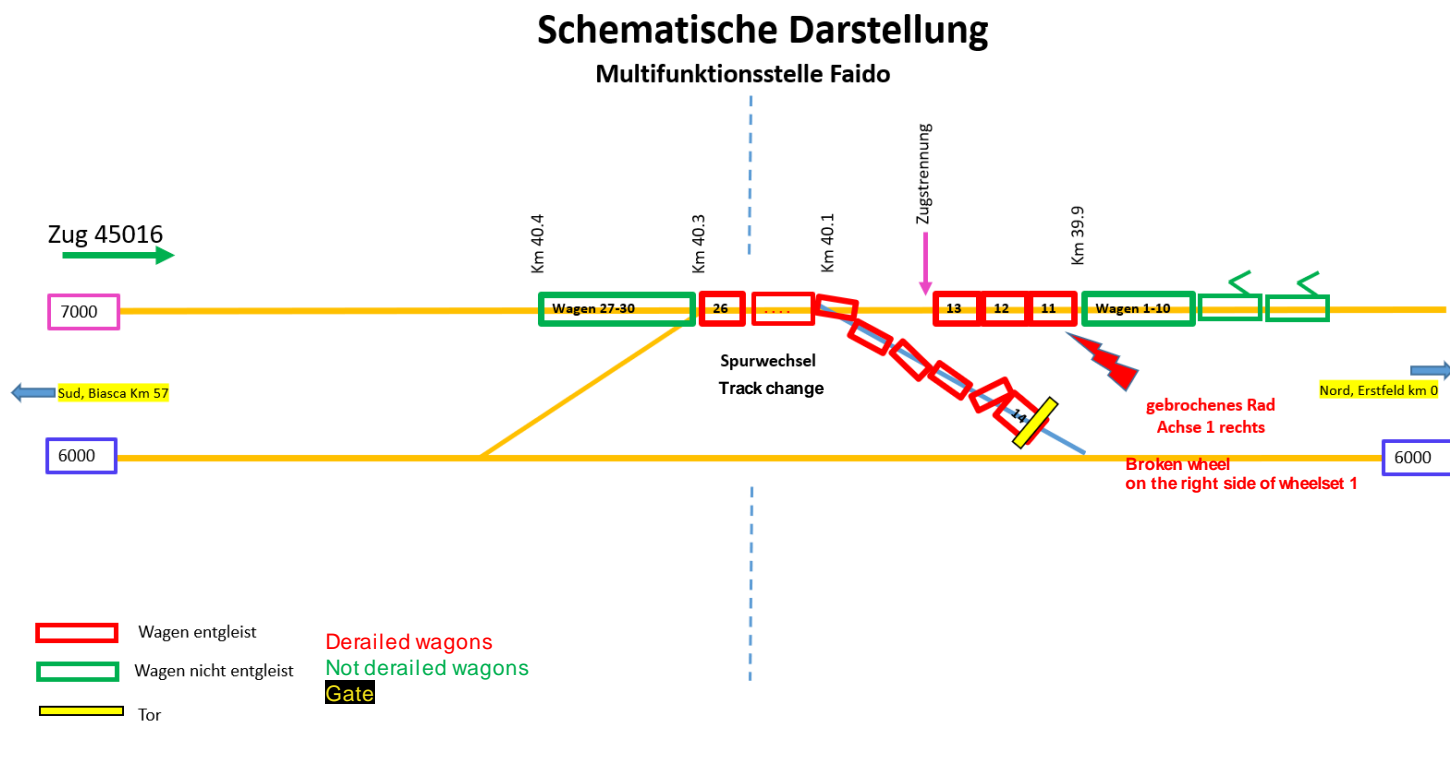 Schematische Darstellung
Multifunktionsstelle Faido
Zug 45016
Km 40.4
Km 40.3
Km 40.1
Zugstrennung
Km 39.9
7000
Wagen 27-30
26
....
13
12
11
Wagen 1-10
Spurwechsel
Track change
14
Sud, Biasca Km 57
Nord, Erstfeld km 0
gebrochenes Rad
Achse 1 rechts
6000
6000
Broken wheel
on the right side of wheelset 1
Wagen entgleist
Wagen nicht entgleist
Tor
Derailed wagons
Not derailed wagons
Gate